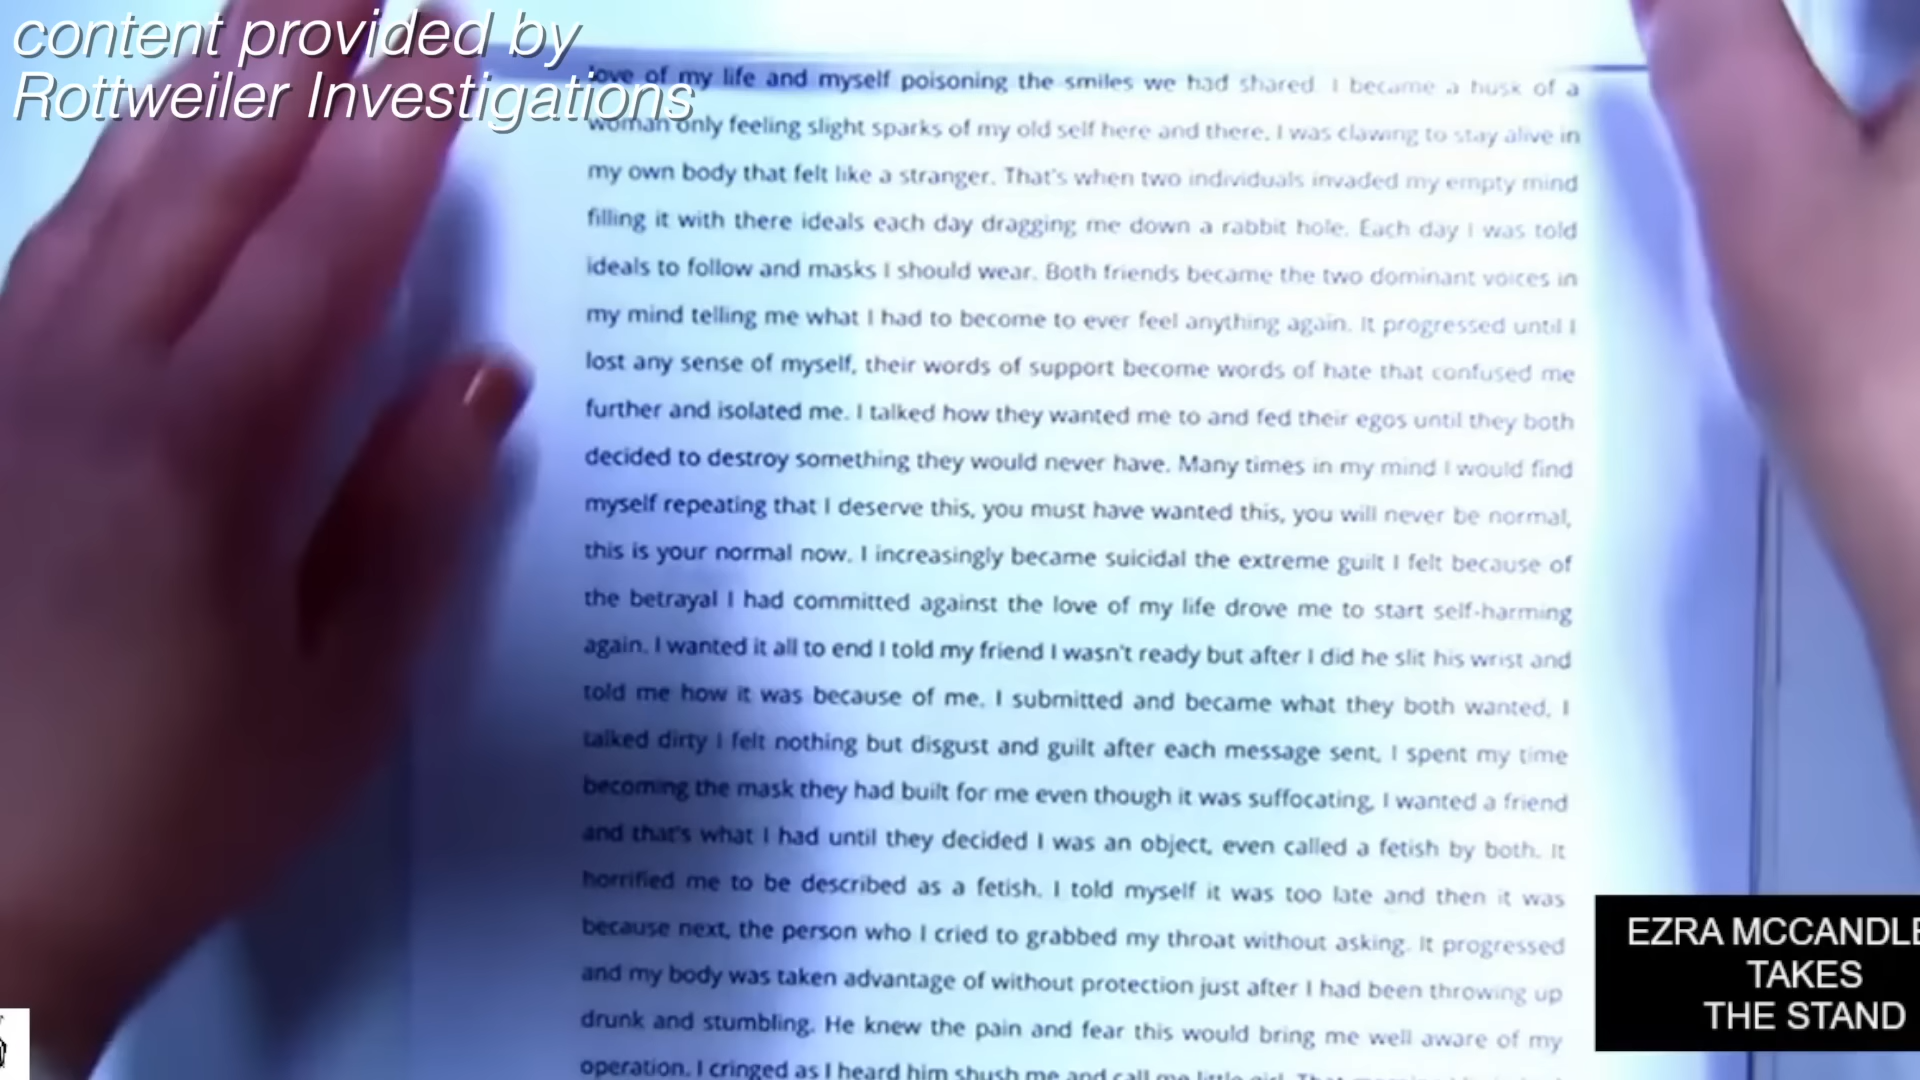 content provided by
Rottweiler Investigations
love of my life and myself poisoning the smiles we had shared. I became a husk of a
woman only feeling slight sparks of my old self here and there. I was clawing to stay alive in
my own body that felt like a stranger. That's when two individuals invaded my empty mind
filling it with there ideals each day dragging me down a rabbit hole. Each day I was told
ideals to follow and masks I should wear. Both friends became the two dominant voices in
my mind telling me what I had to become to ever feel anything again. It progressed until I
lost any sense of myself, their words of support become words of hate that confused me
further and isolated me. I talked how they wanted me to and fed their egos until they both
decided to destroy something they would never have. Many times in my mind I would find
myself repeating that I deserve this, you must have wanted this, you will never be normal,
this is your normal now. I increasingly became suicidal the extreme guilt I felt because of
the betrayal I had committed against the love of my life drove me to start self-harming
again. I wanted it all to end I told my friend I wasn't ready but after I did he slit his wrist and
told me how it was because of me. I submitted and became what they both wanted, I
talked dirty I felt nothing but disgust and guilt after each message sent, I spent my time
becoming the mask they had built for me even though it was suffocating, I wanted a friend
and that's what I had until they decided I was an object, even called a fetish by both. It
horrified me to be described as a fetish. I told myself it was too late and then it was
because next, the person who I cried to grabbed my throat without asking. It progressed
and my body was taken advantage of without protection just after I had been throwing up
drunk and stumbling. He knew the pain and fear this would bring me well aware of my
operation. I cringed as I heard him shush me and call me little girl. That
EZRA MCCANDLE
TAKES
THE STAND